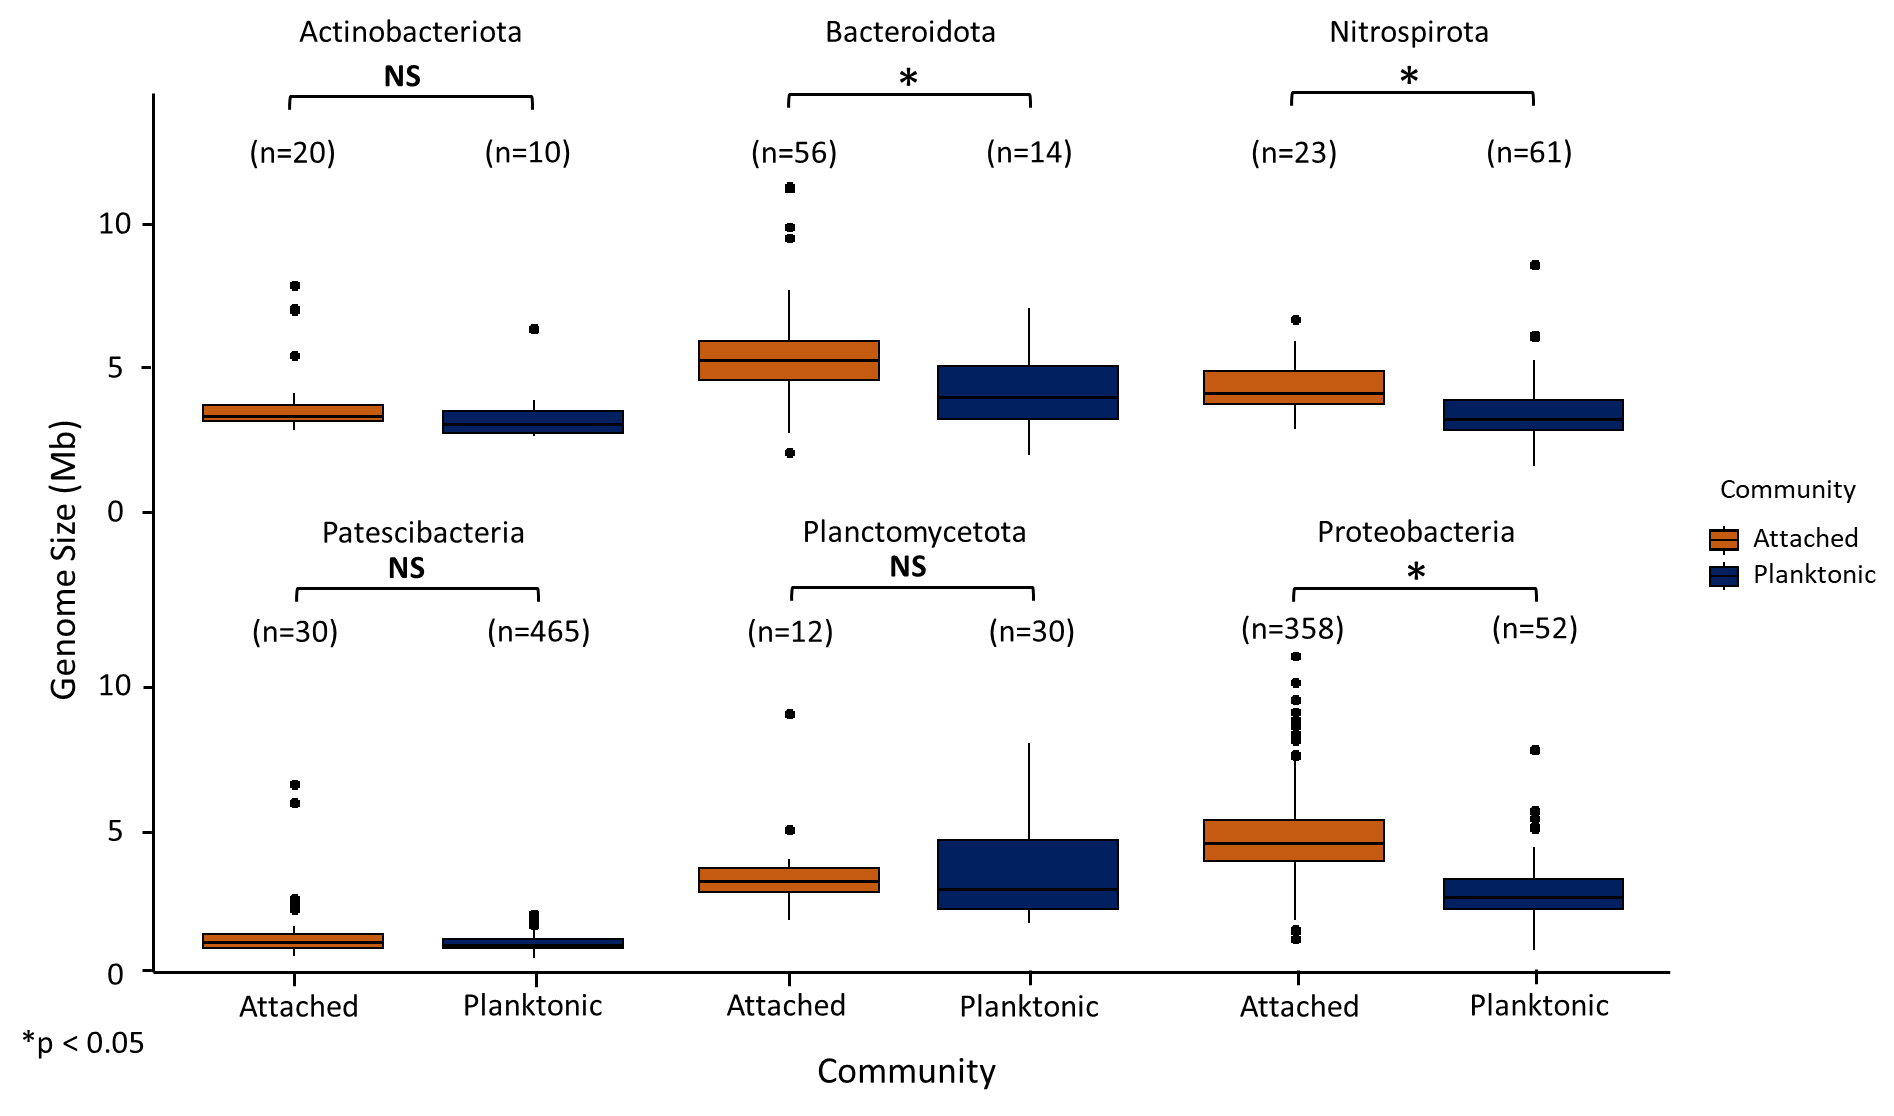 Actinobacteriota
Bacteroidota
Nitrospirota
NS
*
*
(n=20)
(n=10)
(n=56)
(n=14)
(n=23)
(n=61)
10
5
0
Genome Size (Mb)
Patescibacteria
Planctomycetota
Proteobacteria
NS
NS
*
(n=30)
(n=465)
(n=12)
(n=30)
(n=358)
(n=52)
10
5
0
Attached
Planktonic
Attached
Planktonic
Attached
Planktonic
*p < 0.05
Community
Community
Attached
Planktonic